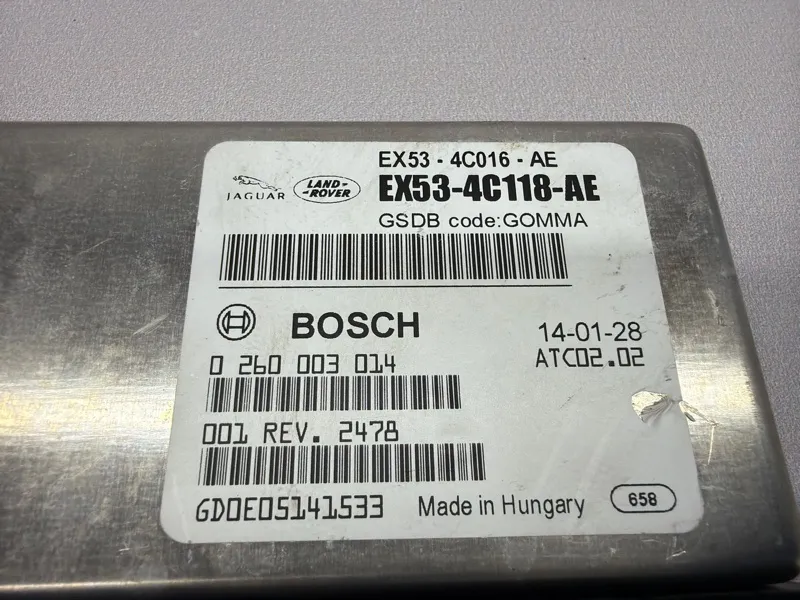 EX53 - 4C016 - AE
JAGUAR LAND ROVER EX53-4C118-AE
GSDB code:GOMMA
BOSCH 14-01-28
0 260 003 014 ATC02.02
001 REV. 2478
GD0E05141533 Made in Hungary 658